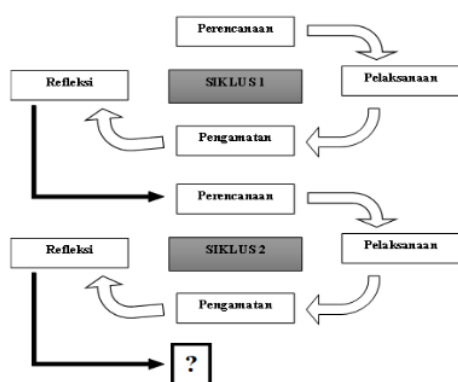 Perencanaan
Pelaksanaan
Refleksi
SIKLUS 1
Pengamatan
Perencanaan
Pelaksanaan
Refleksi
SIKLUS 2
Pengamatan
?